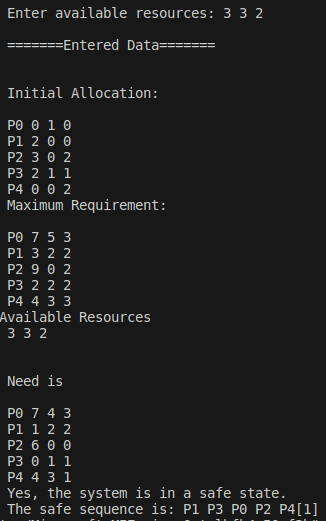 Enter available resources: 3 3 2
=======Entered Data=======
Initial Allocation:
P0 0 1 0
P1 2 0 0
P2 3 0 2
P3 2 1 1
P4 0 0 2
Maximum Requirement:
P0 7 5 3
P1 3 2 2
P2 9 0 2
P3 2 2 2
P4 4 3 3
Available Resources
3 3 2
Need is
P0 7 4 3
P1 1 2 2
P2 6 0 0
P3 0 1 1
P4 4 3 1
Yes, the system is in a safe state.
The safe sequence is: P1 P3 P0 P2 P4[1]